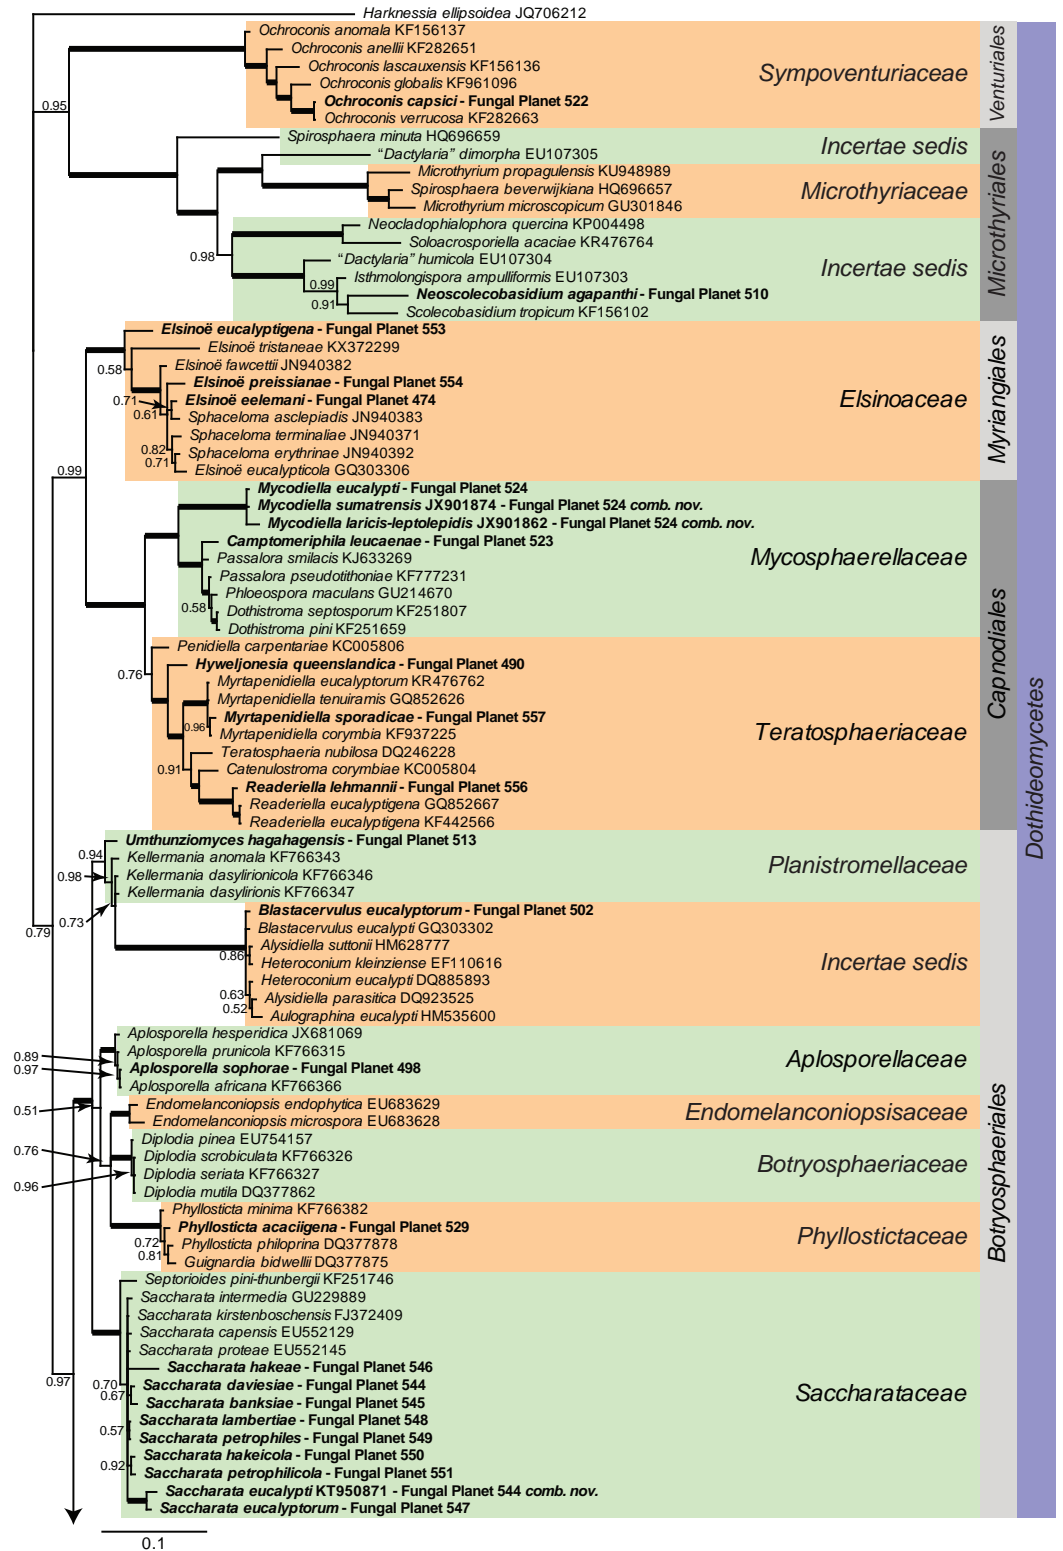 Harknessia ellipsoidea JQ706212
Ochroconis anomala KF156137
Ochroconis anellii KF282651
Ochroconis lascauxensis KF156136
Ochroconis globalis KF961096
Ochroconis capsici - Fungal Planet 522
Ochroconis verrucosa KF282663
Sympoventuriaceae
Venturiales
0.95
Spirosphaera minuta HQ696659
"Dactylaria" dimorpha EU107305
Incertae sedis
Microthyrium propagulensis KU948989
Spirosphaera beverwijkiana HQ696657
Microthyrium microscopicum GU301846
Microthyriaceae
Neocladophialophora quercina KP004498
Soloacrosporiella acaciae KR476764
"Dactylaria" humicola EU107304
Isthmolongispora ampulliformis EU107303
Neoscolecobasidium agapanthi - Fungal Planet 510
Scolecobasidium tropicum KF156102
Incertae sedis
Microthyriales
0.98
0.99
0.91
Elsinoë eucalyptigena - Fungal Planet 553
Elsinoë tristaneae KX372299
Elsinoë fawcettii JN940382
Elsinoë preissianae - Fungal Planet 554
Elsinoë eelemani - Fungal Planet 474
Sphaceloma asclepiadis JN940383
Sphaceloma terminaliae JN940371
Sphaceloma erythrinae JN940392
Elsinoë eucalypticola GQ303306
Elsinoaceae
Myriangiales
0.58
0.71
0.61
0.82
0.71
0.99
Mycodiella eucalypti - Fungal Planet 524
Mycodiella sumatrensis JX901874 - Fungal Planet 524 comb. nov.
Mycodiella laricis-leptolepidis JX901862 - Fungal Planet 524 comb. nov.
Camptomeriphila leucaenae - Fungal Planet 523
Passalora smilacis KJ633269
Passalora pseudotithoniae KF777231
Phloeospora maculans GU214670
Dothistroma septosporum KF251807
Dothistroma pini KF251659
Mycosphaerellaceae
0.58
Penidiella carpentariae KC005806
Hyweljonesia queenslandica - Fungal Planet 490
Myrtapenidiella eucalyptorum KR476762
Myrtapenidiella tenuiramis GQ852626
Myrtapenidiella sporadicae - Fungal Planet 557
Myrtapenidiella corymbia KF937225
Teratosphaeria nubilosa DQ246228
Catenulostroma corymbiae KC005804
Readeriella lehmannii - Fungal Planet 556
Readeriella eucalyptigena GQ852667
Readeriella eucalyptigena KF442566
Teratosphaeriaceae
Capnodiales
0.76
0.96
0.91
Dothideomycetes
Umthunziomyces hagahagensis - Fungal Planet 513
Kellermania anomala KF766343
Kellermania dasylirionicola KF766346
Kellermania dasylirionis KF766347
Planistromellaceae
0.94
0.98
0.73
0.79
Blastacervulus eucalyptorum - Fungal Planet 502
Blastacervulus eucalypti GQ303302
Alysidiella suttonii HM628777
Heteroconium kleinziense EF110616
Heteroconium eucalypti DQ885893
Alysidiella parasitica DQ923525
Aulographina eucalypti HM535600
Incertae sedis
0.86
0.63
0.52
Aplosporella hesperidica JX681069
Aplosporella prunicola KF766315
Aplosporella sophorae - Fungal Planet 498
Aplosporella africana KF766366
Aplosporellaceae
0.89
0.97
0.51
Endomelanconiopsis endophytica EU683629
Endomelanconiopsis microspora EU683628
Endomelanconiopsisaceae
Diplodia pinea EU754157
Diplodia scrobiculata KF766326
Diplodia seriata KF766327
Diplodia mutila DQ377862
Botryosphaeriaceae
0.76
0.96
Phyllosticta minima KF766382
Phyllosticta acaciigena - Fungal Planet 529
Phyllosticta philoprina DQ377878
Guignardia bidwellii DQ377875
Phyllostictaceae
Botryosphaeriales
0.72
0.81
Septorioides pini-thunbergii KF251746
Saccharata intermedia GU229889
Saccharata kirstenboschensis FJ372409
Saccharata capensis EU552129
Saccharata proteae EU552145
Saccharata hakeae - Fungal Planet 546
Saccharata daviesiae - Fungal Planet 544
Saccharata banksiae - Fungal Planet 545
Saccharata lambertiae - Fungal Planet 548
Saccharata petrophiles - Fungal Planet 549
Saccharata hakeicola - Fungal Planet 550
Saccharata petrophilicola - Fungal Planet 551
Saccharata eucalypti KT950871 - Fungal Planet 544 comb. nov.
Saccharata eucalyptorum - Fungal Planet 547
Saccharataceae
0.97
0.70
0.67
0.57
0.92
0.1